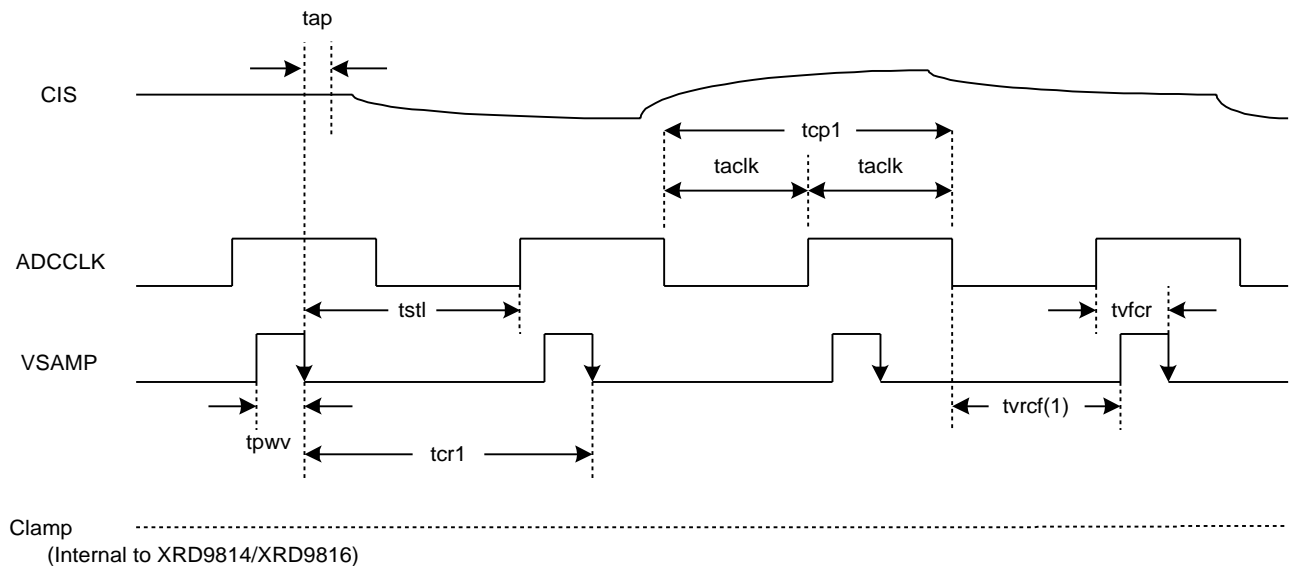 tap
CIS
tcp1
taclk
taclk
ADCCLK
tstl
tvfcr
VSAMP
tvrcf(1)
tpwv
tcr1
Clamp
(Internal to XRD9814/XRD9816)